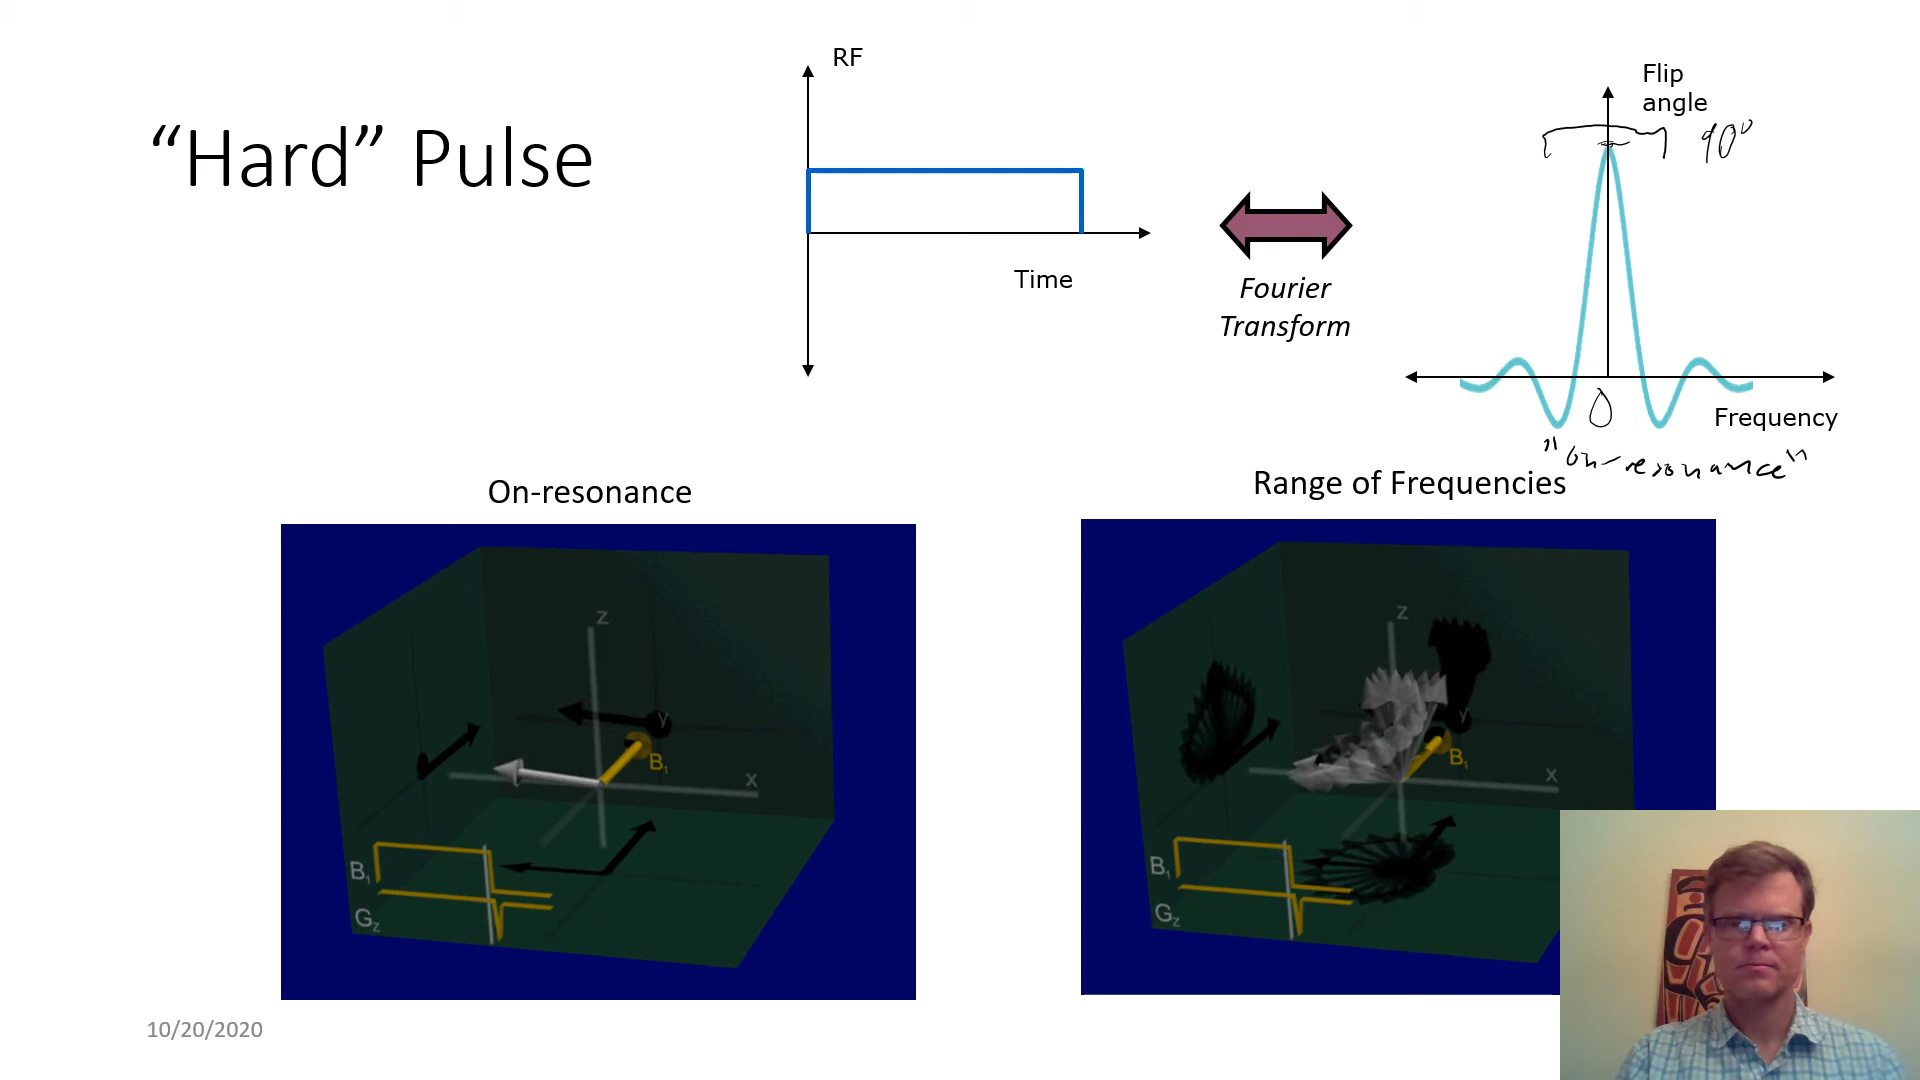 “Hard” Pulse
RF
Time
Fourier
Transform
Flip
angle
90°
0
Frequency
"on-resonance"
On-resonance
Range of Frequencies
z
y
B1
x
B1
Gz
z
y
B1
x
B1
Gz
10/20/2020